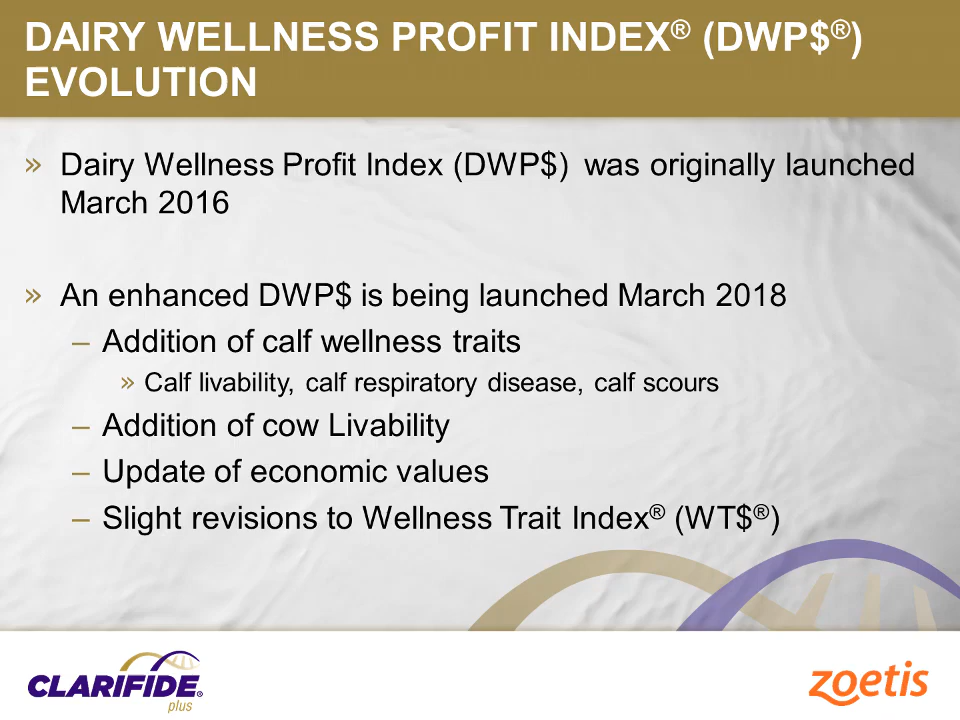 DAIRY WELLNESS PROFIT INDEX® (DWP$®)
EVOLUTION
» Dairy Wellness Profit Index (DWP$) was originally launched
March 2016
» An enhanced DWP$ is being launched March 2018
– Addition of calf wellness traits
» Calf livability, calf respiratory disease, calf scours
– Addition of cow Livability
– Update of economic values
– Slight revisions to Wellness Trait Index® (WT$®)
CLARIFIDE®
plus
zoetis